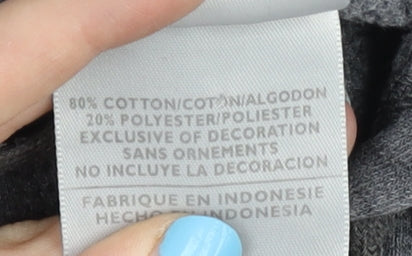 80% COTTON/COTON/ALGODON
20% POLYESTER/POLIESTER
EXCLUSIVE OF DECORATION
SANS ORNEMENTS
NO INCLUYE LA DECORACION
FABRIQUE EN INDONESIE
HECHO EN INDONESIA